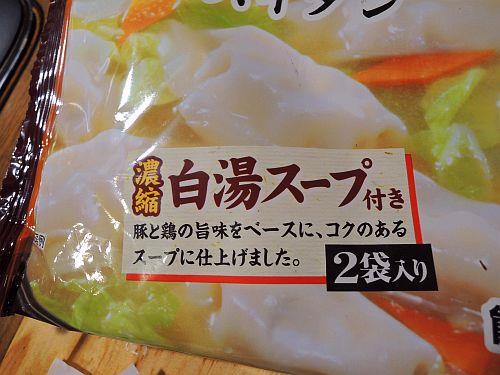 濃縮
白湯スープ付き
豚と鶏の旨味をベースに、コクのある
スープに仕上げました。
2袋入り